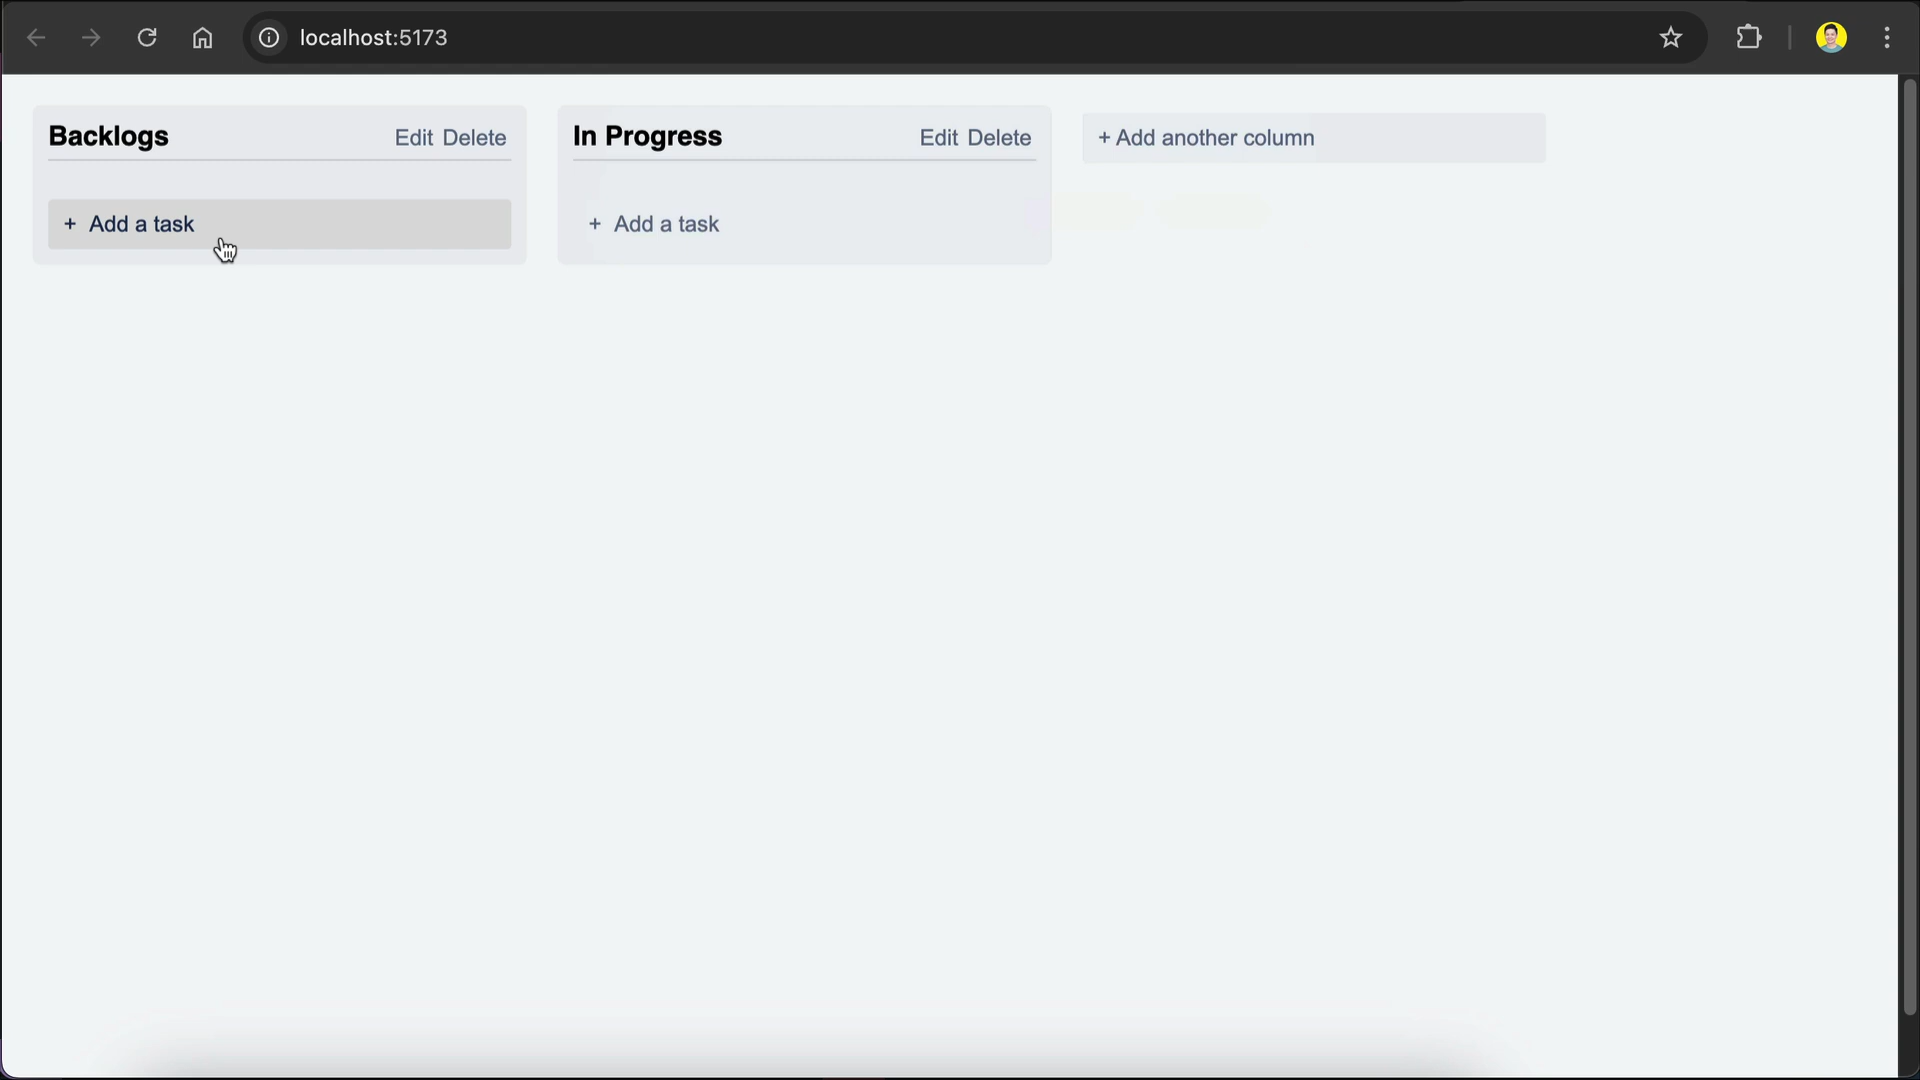 localhost:5173
Backlogs Edit Delete
+ Add a task
In Progress Edit Delete
+ Add a task
+ Add another column